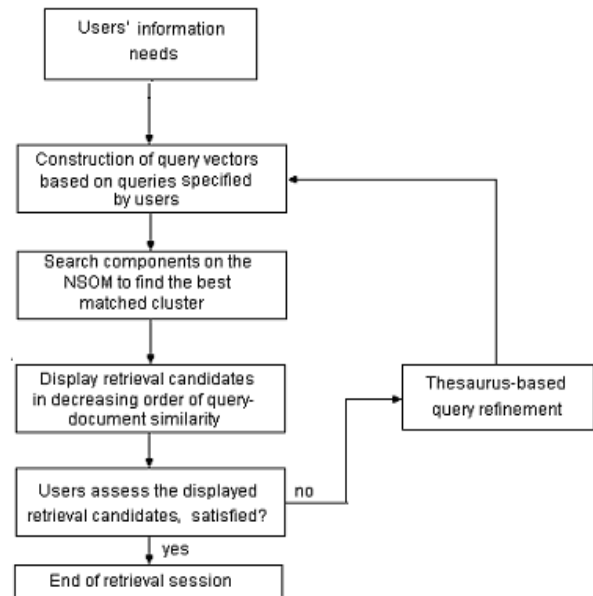 Users' information
needs
Construction of query vectors
based on queries specified
by users
Search components on the
NSOM to find the best
matched cluster
Display retrieval candidates
in decreasing order of query-
document similarity
Thesaurus-based
query refinement
Users assess the displayed
retrieval candidates, satisfied?
no
yes
End of retrieval session